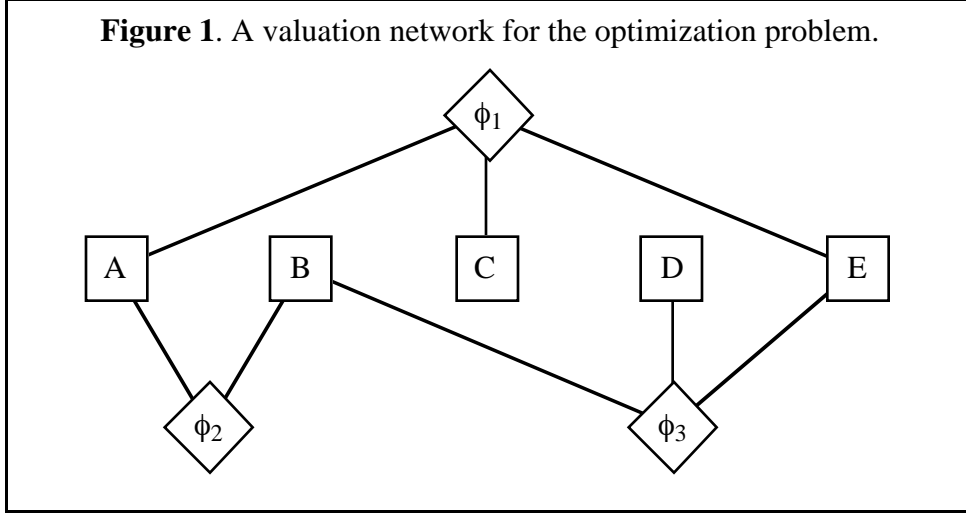 Figure 1. A valuation network for the optimization problem.
ϕ1
A B C D E
ϕ2 ϕ3